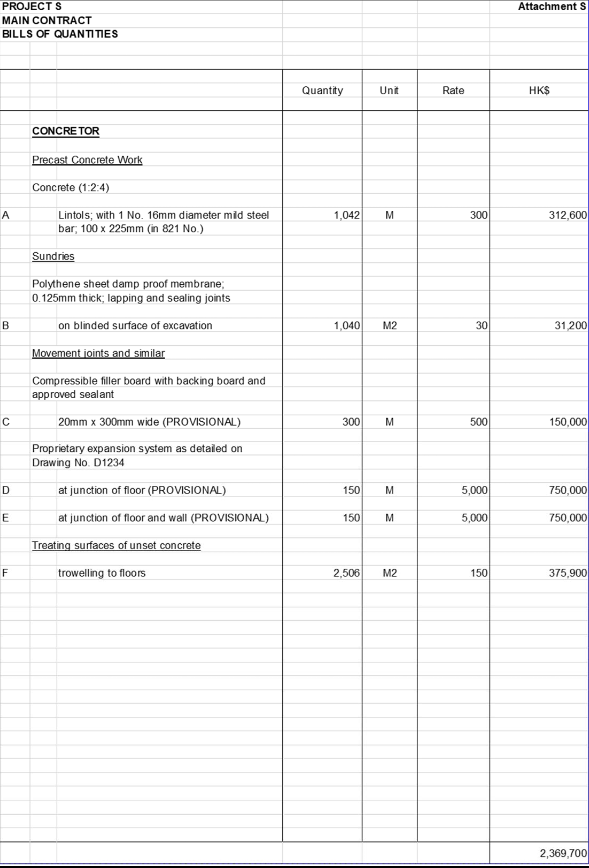 PROJECT S Attachment S
MAIN CONTRACT
BILLS OF QUANTITIES
Quantity Unit Rate HK$
CONCRETOR
Precast Concrete Work
Concrete (1:2:4)
A Lintols; with 1 No. 16mm diameter mild steel 1,042 M 300 312,600
bar; 100 x 225mm (in 821 No.)
Sundries
Polythene sheet damp proof membrane;
0.125mm thick; lapping and sealing joints
B on blinded surface of excavation 1,040 M2 30 31,200
Movement joints and similar
Compressible filler board with backing board and
approved sealant
C 20mm x 300mm wide (PROVISIONAL) 300 M 500 150,000
Proprietary expansion system as detailed on
Drawing No. D1234
D at junction of floor (PROVISIONAL) 150 M 5,000 750,000
E at junction of floor and wall (PROVISIONAL) 150 M 5,000 750,000
Treating surfaces of unset concrete
F trowelling to floors 2,506 M2 150 375,900
2,369,700